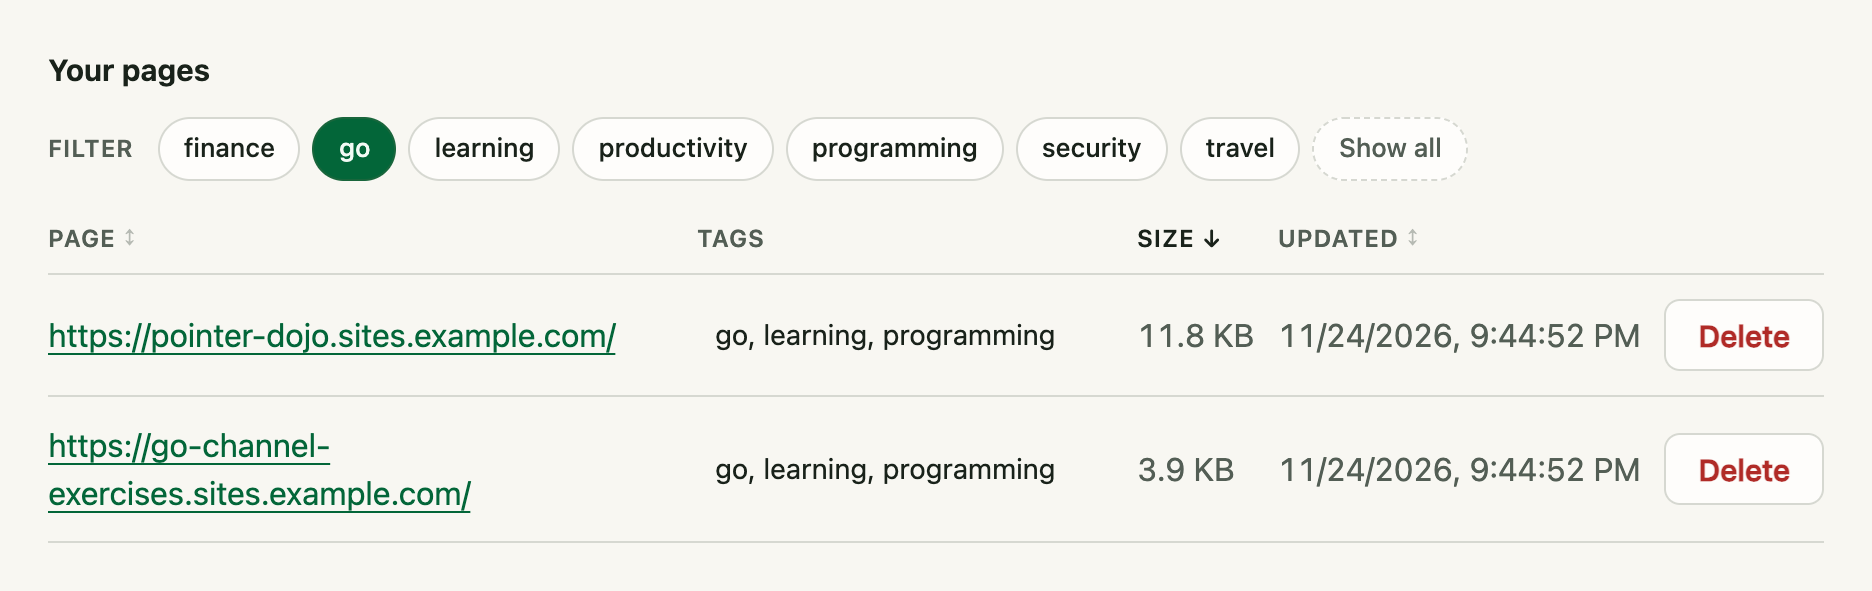 Your pages
FILTER finance go learning productivity programming security travel Show all
PAGE ↕ TAGS SIZE ↓ UPDATED ↕
https://pointer-dojo.sites.example.com/ go, learning, programming 11.8 KB 11/24/2026, 9:44:52 PM Delete
https://go-channel-
exercises.sites.example.com/ go, learning, programming 3.9 KB 11/24/2026, 9:44:52 PM Delete